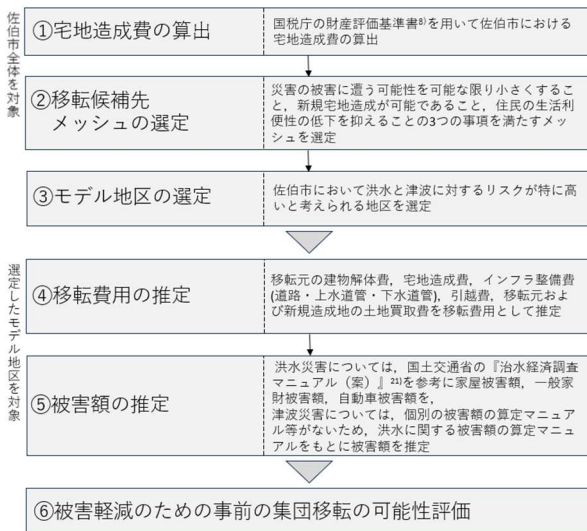 佐伯市全体を対象
①宅地造成費の算出
国税庁の財産評価基準書8)を用いて佐伯市における
宅地造成費の算出
②移転候補先
メッシュの選定
災害の被害に遭う可能性を可能な限り小さくすること
と，新規宅地造成が可能であること，住民の生活利
便性の低下を抑えることの3つの事項を満たすメッ
シュを選定
③モデル地区の選定
佐伯市において洪水と津波に対するリスクが特に高
いと考えられる地区を選定
選定したモデル地区を対象
④移転費用の推定
移転元の建物解体費，宅地造成費，インフラ整備費
(道路・上水道管・下水道管)，引越費，移転元およ
び新規造成地の土地買取費を移転費用として推定
⑤被害額の推定
洪水災害については，国土交通省の『治水経済調査
マニュアル（案）』21)を参考に家屋被害額，一般家
財被害額，自動車被害額を，
津波災害については，個別の被害額の算定マニュア
ル等がないため，洪水に関する被害額の算定マニュ
アルをもとに被害額を推定
⑥被害軽減のための事前の集団移転の可能性評価